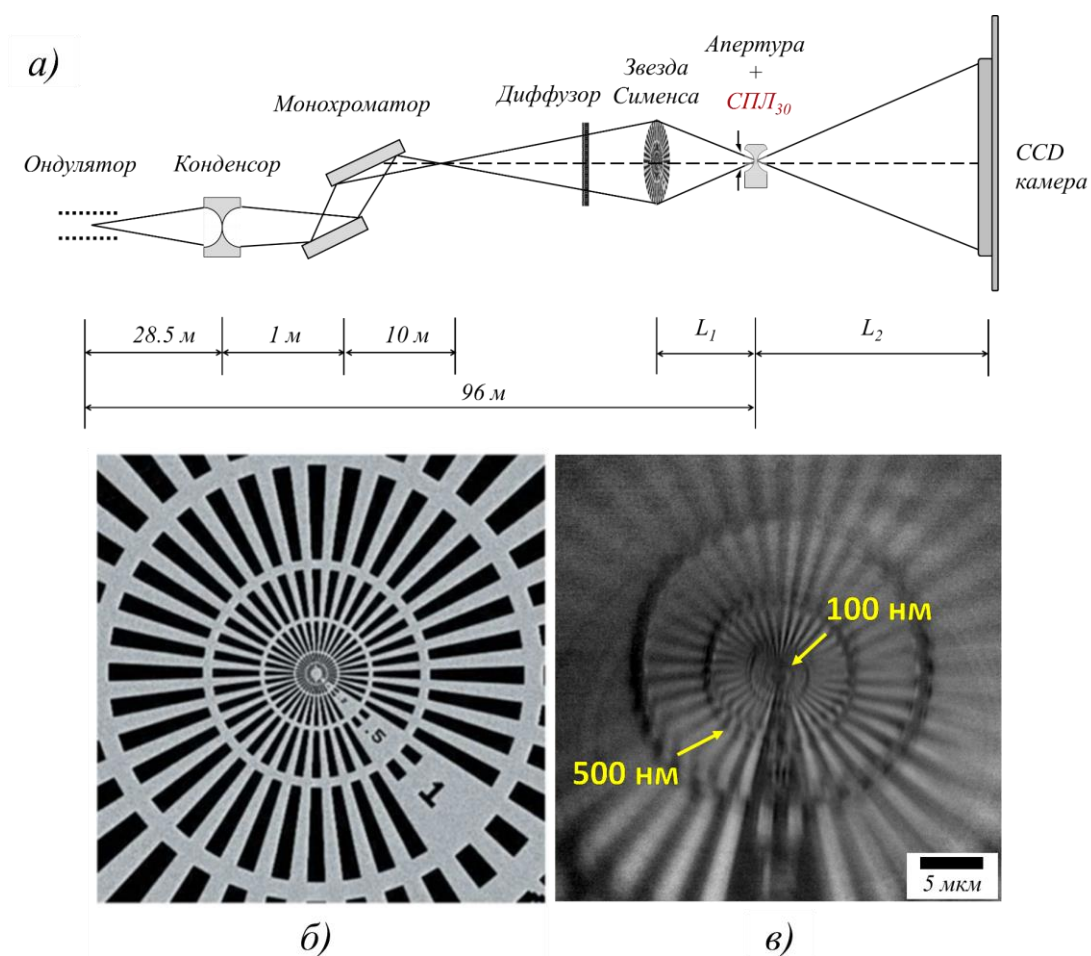 а)
Ондулятор
Конденсор
Монохроматор
Диффузор
Звезда
Сименса
Апертура
+
СПЛ30
CCD
камера
28.5 м
1 м
10 м
L1
L2
96 м
.5
1
100 нм
500 нм
5 мкм
б)
в)